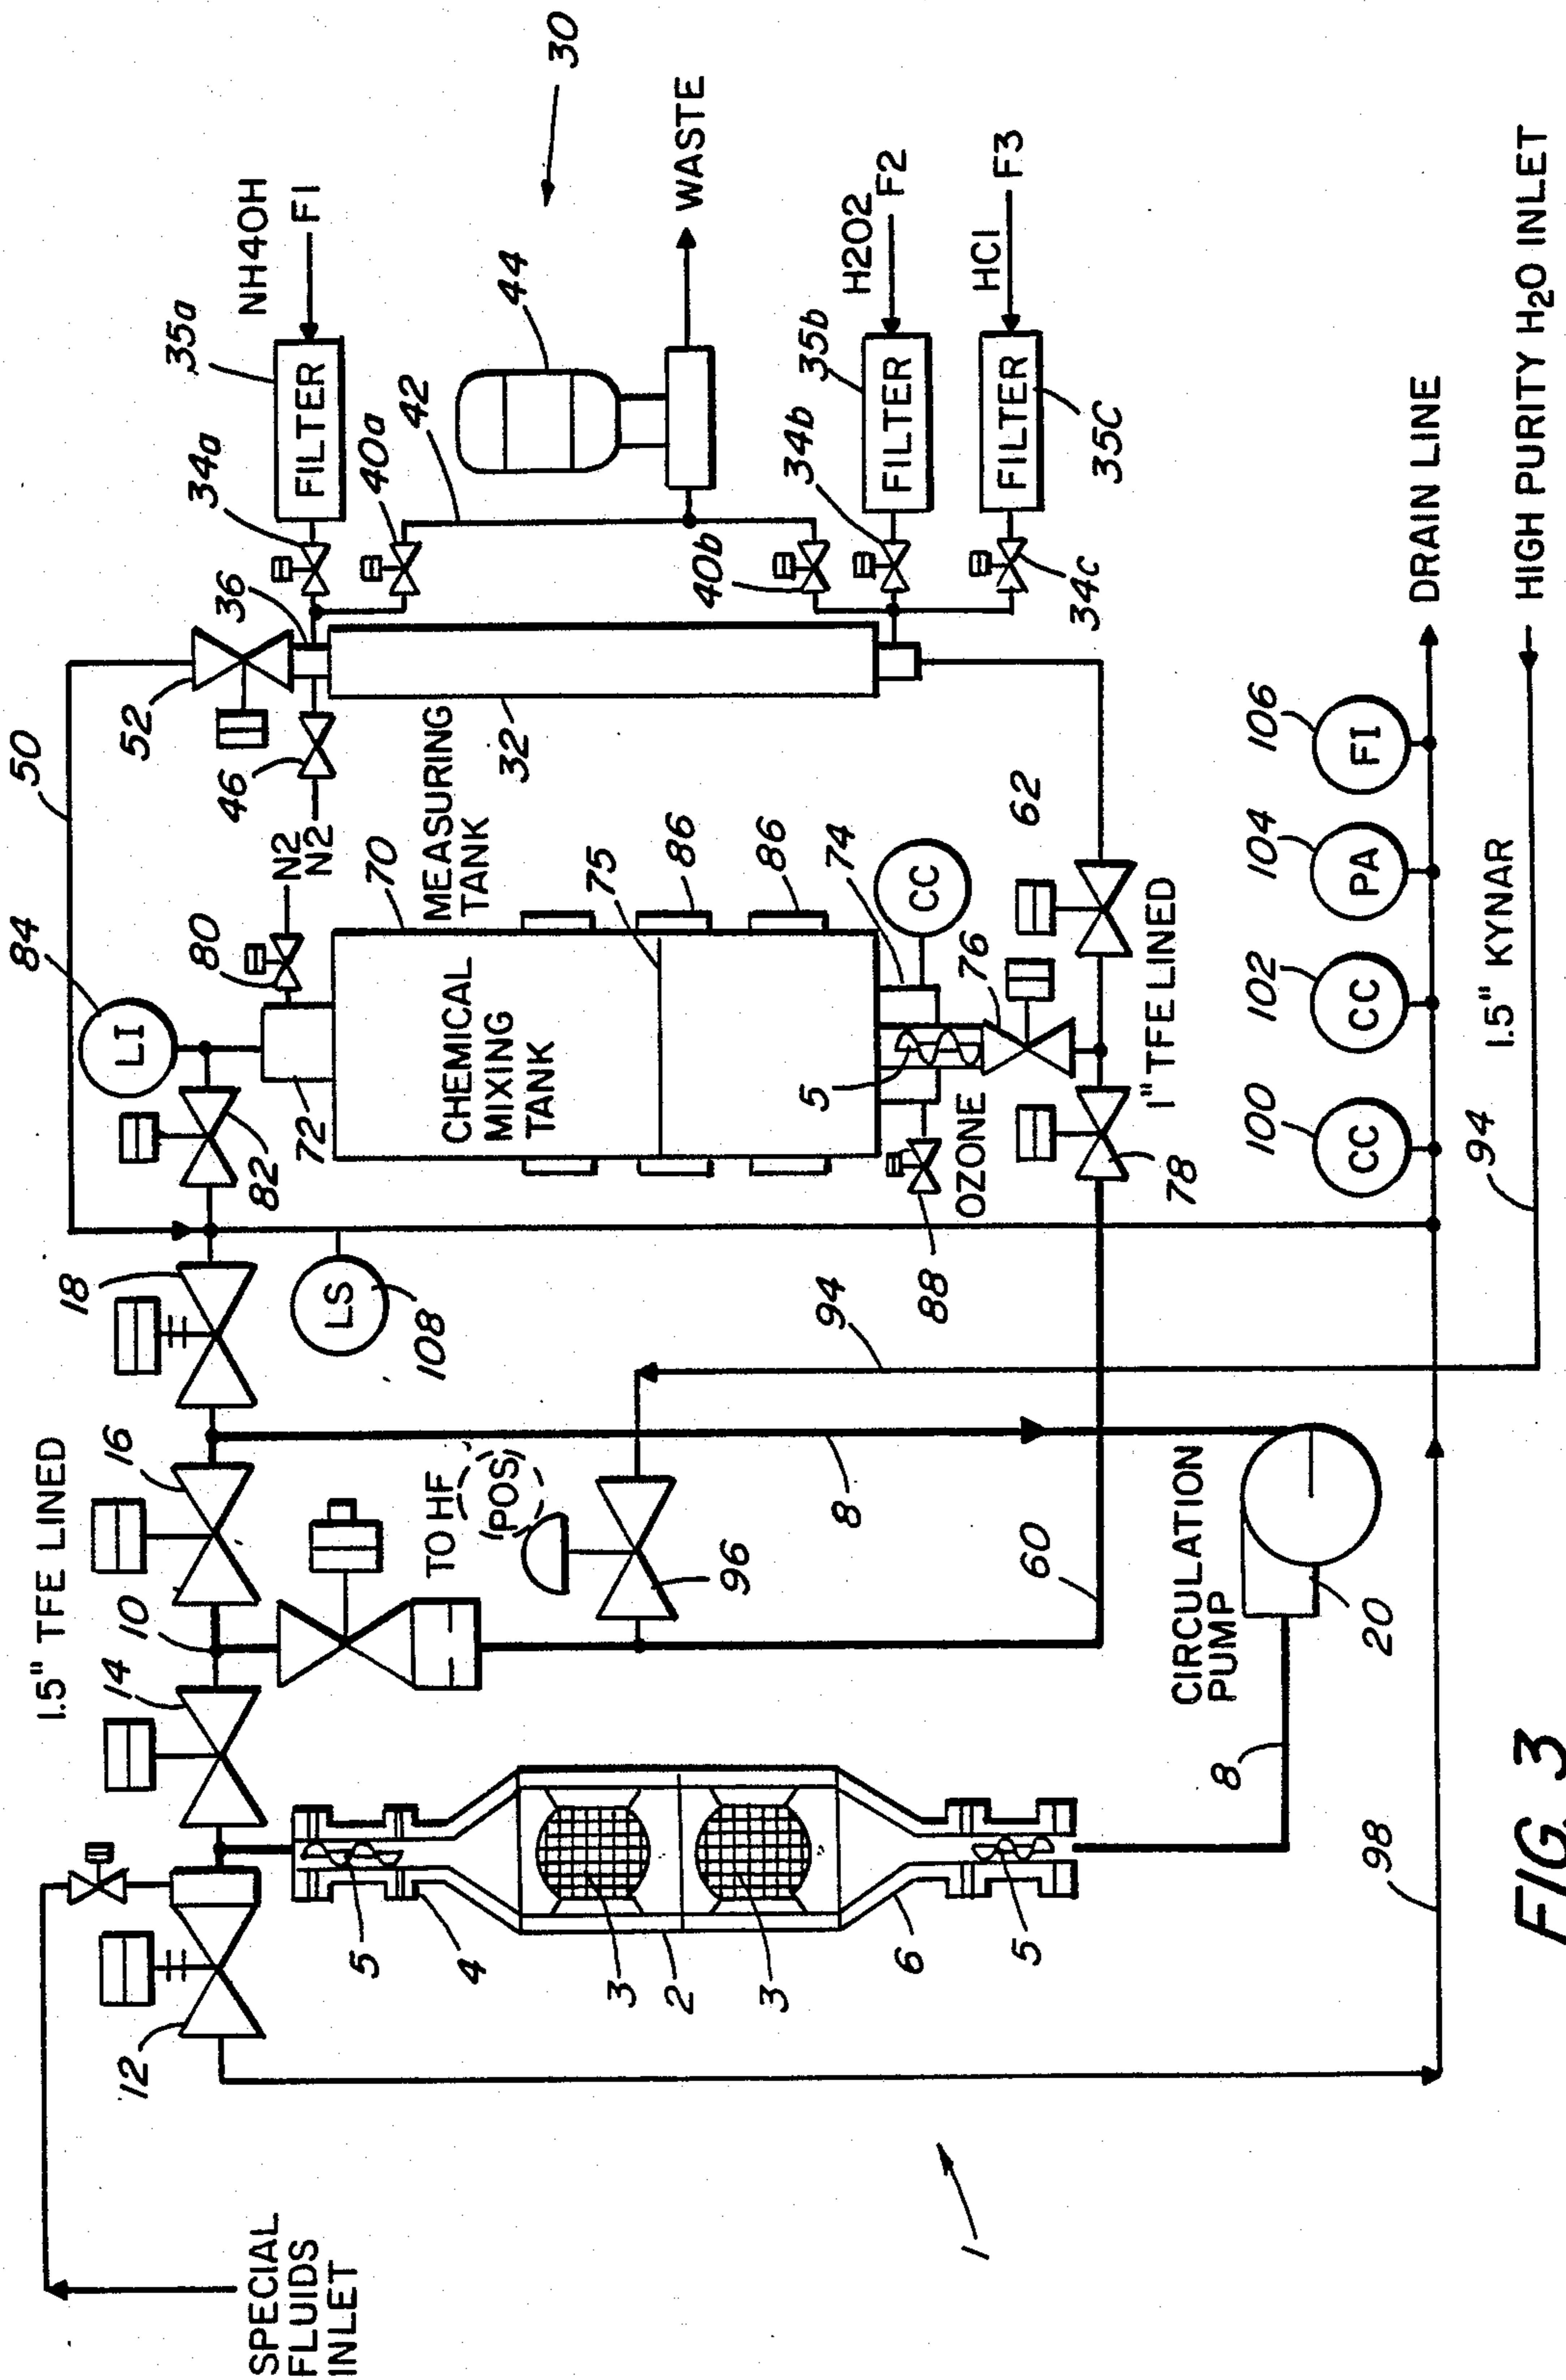 SPECIAL
FLUIDS
INLET
1
12
14
10
1.5" TFE LINED
16
18
50
84
LI
82
72
80
N2
N2
46
52
36
34a
35a
FILTER
NH4OH
F1
30
40a
42
44
WASTE
40b
34b
35b
FILTER
H2O2
F2
34c
35C
FILTER
HCl
F3
32
MEASURING
TANK
70
CHEMICAL
MIXING
TANK
75
86
86
74
CC
76
5
OZONE
88
62
1" TFE LINED
78
LS
108
TO HF
(POS)
96
94
8
60
CIRCULATION
PUMP
20
8
5
4
3
2
3
6
5
98
100
CC
102
CC
104
PA
106
FI
DRAIN LINE
94
1.5" KYNAR
HIGH PURITY H₂O INLET
FIG. 3